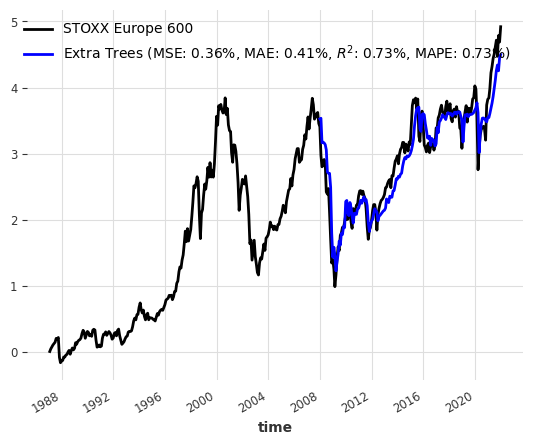 STOXX Europe 600
Extra Trees (MSE: 0.36%, MAE: 0.41%, R²: 0.73%, MAPE: 0.73%)
5
4
3
2
1
0
1988 1992 1996 2000 2004 2008 2012 2016 2020
time